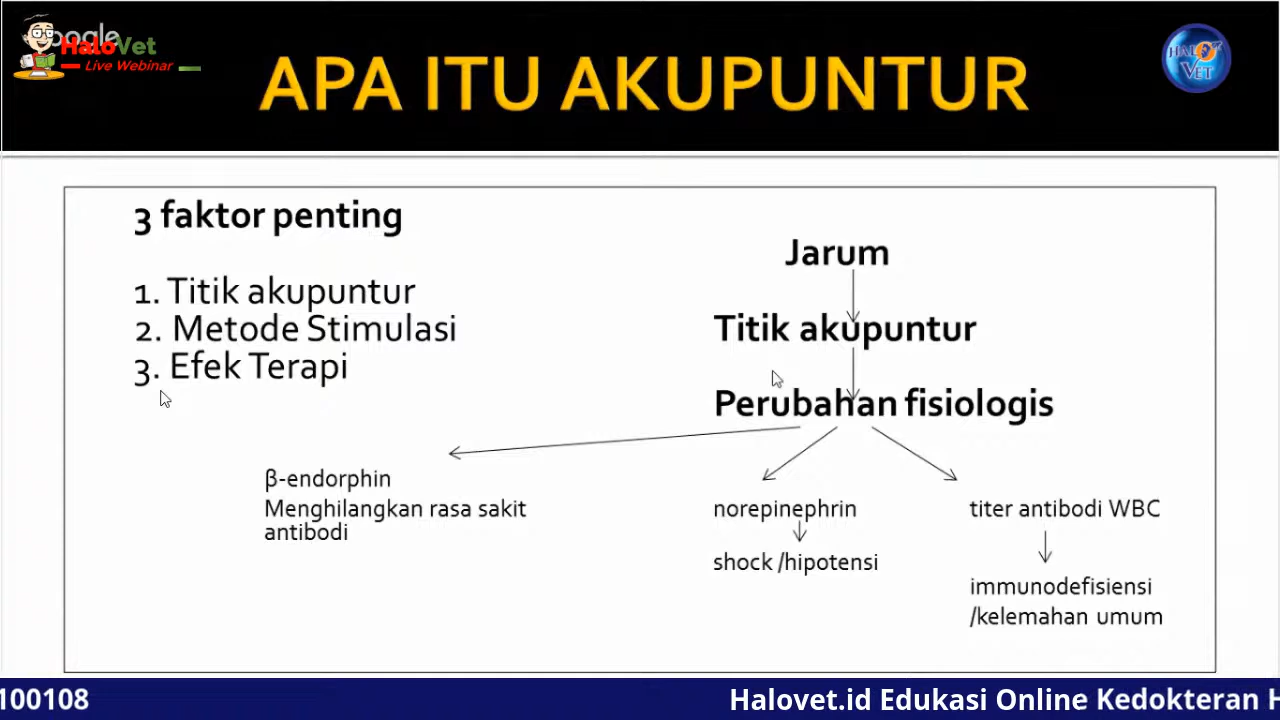 HaloVet
Live Webinar
APA ITU AKUPUNTUR
HALO VET
3 faktor penting
1. Titik akupuntur
2. Metode Stimulasi
3. Efek Terapi
Jarum
Titik akupuntur
Perubahan fisiologis
β-endorphin
Menghilangkan rasa sakit
antibodi
norepinephrin
shock /hipotensi
titer antibodi WBC
immunodefisiensi
/kelemahan umum
100108
Halovet.id Edukasi Online Kedokteran H